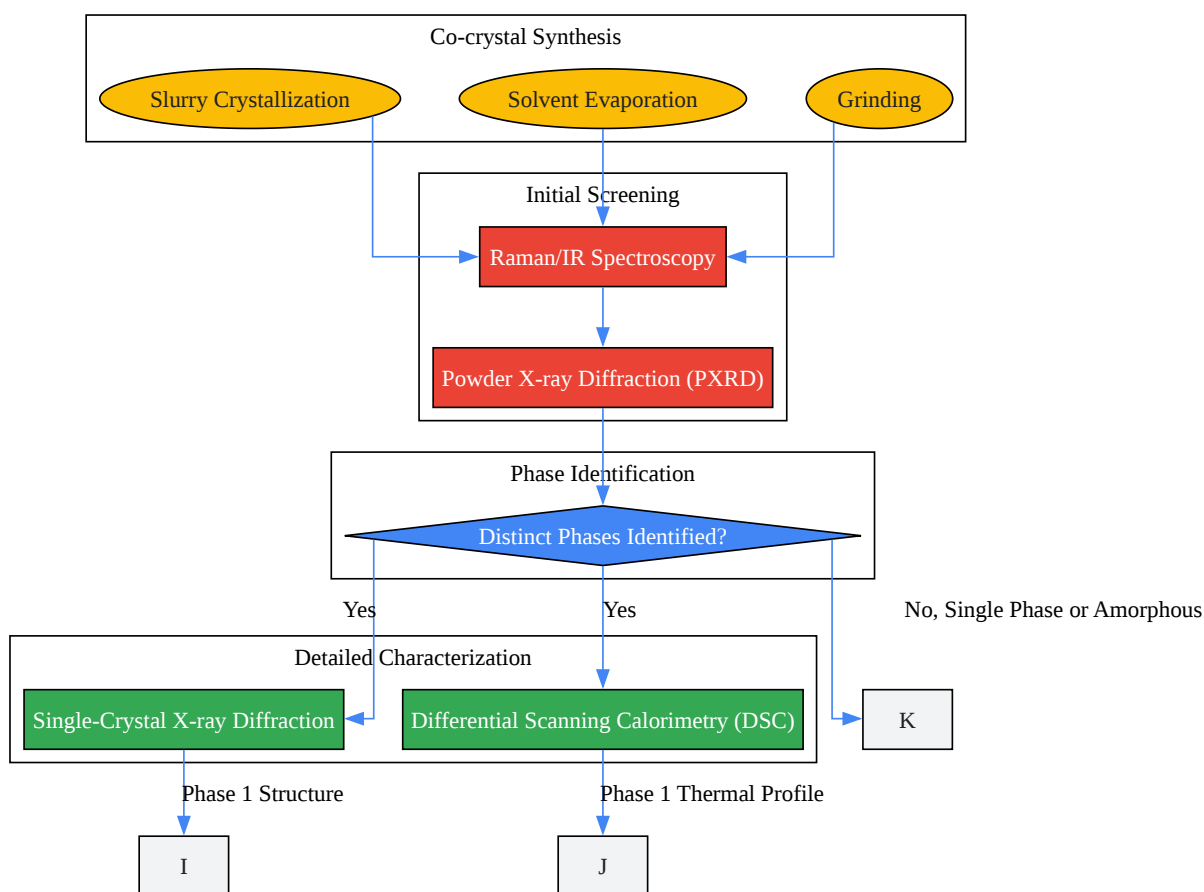 Co-crystal Synthesis
Slurry Crystallization
Solvent Evaporation
Grinding
Initial Screening
Raman/IR Spectroscopy
Powder X-ray Diffraction (PXRD)
Phase Identification
Distinct Phases Identified?
Yes
Yes
No, Single Phase or Amorphous
Detailed Characterization
Single-Crystal X-ray Diffraction
Differential Scanning Calorimetry (DSC)
K
Phase 1 Structure
Phase 1 Thermal Profile
I
J